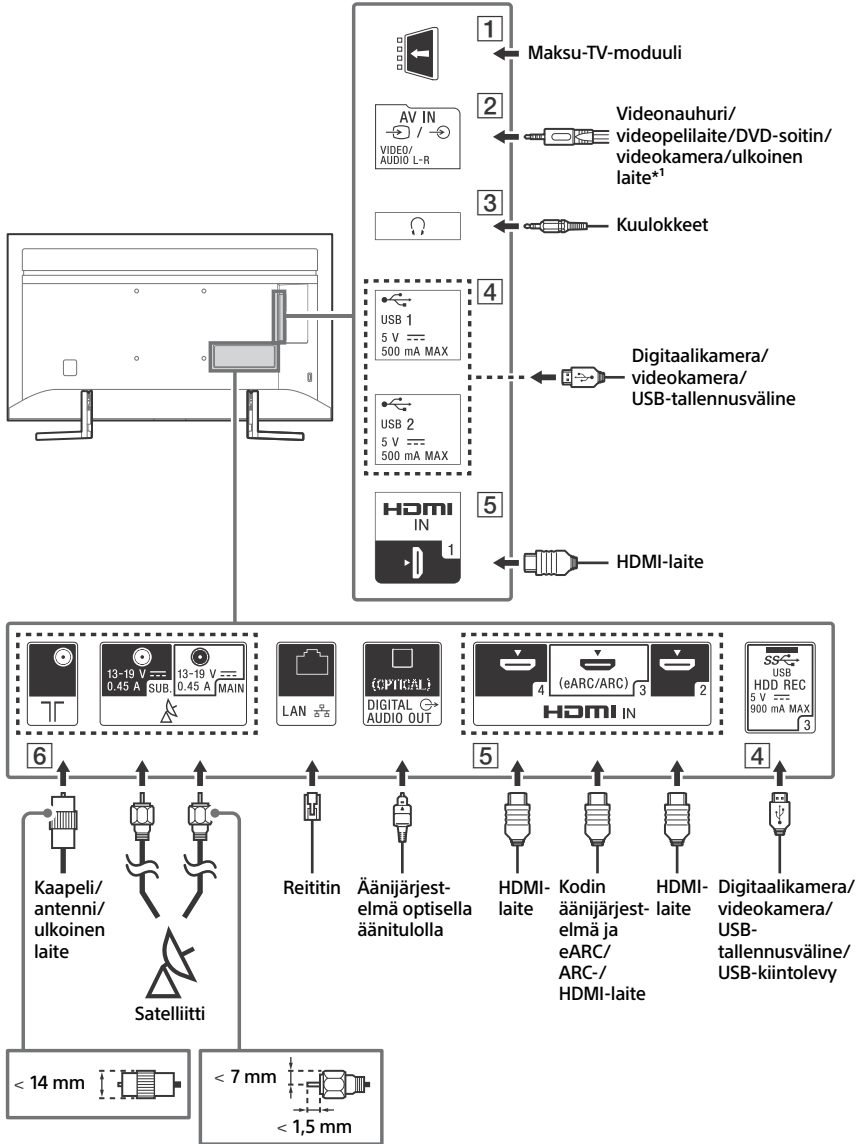 1
Maksu-TV-moduuli
2
AV IN
/
VIDEO/
AUDIO L-R
Videonauhuri/
videopelilaite/DVD-soitin/
videokamera/ulkoinen
laite*1
3
Kuulokkeet
4
USB 1
5 V
500 mA MAX
USB 2
5 V
500 mA MAX
Digitaalikamera/
videokamera/
USB-tallennusväline
5
HDMI
IN
1
HDMI-laite
13-19 V
0.45 A
SUB.
13-19 V
0.45 A
MAIN
LAN
(OPTICAL)
DIGITAL
AUDIO OUT
4
(eARC/ARC)
3
2
HDMI IN
SS
USB
HDD REC
5 V
900 mA MAX
3
6
5
4
Kaapeli/
antenni/
ulkoinen
laite
Satelliitti
Reititin
Äänijärjest-
elmä optisella
äänitulolla
HDMI-
laite
Kodin
äänijärjest-
elmä ja
eARC/
ARC-/
HDMI-laite
HDMI-
laite
Digitaalikamera/
videokamera/
USB-
tallennusväline/
USB-kiintolevy
< 14 mm
< 7 mm
< 1,5 mm